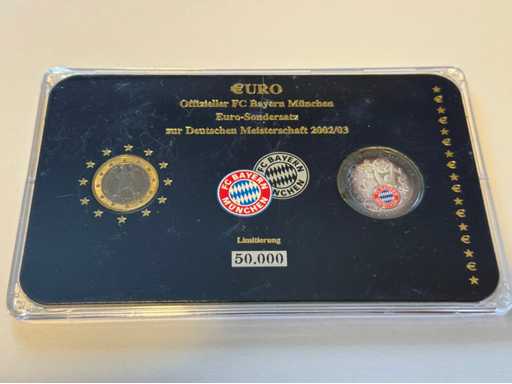 €URO
Offizieller FC Bayern München
Euro-Sondersatz
zur Deutschen Meisterschaft 2002/03
FC BAYERN
MÜNCHEN
FC BAYERN
MÜNCHEN
Limitierung
50.000